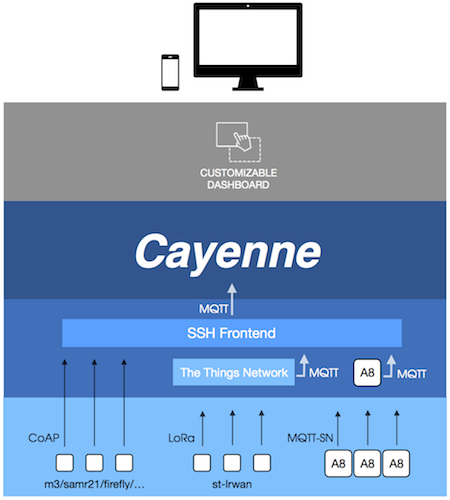 CUSTOMIZABLE
DASHBOARD
Cayenne
MQTT
SSH Frontend
The Things Network
MQTT
A8
MQTT
CoAP
LoRa
MQTT-SN
A8
A8
A8
m3/samr21/firefly/...
st-lrwan